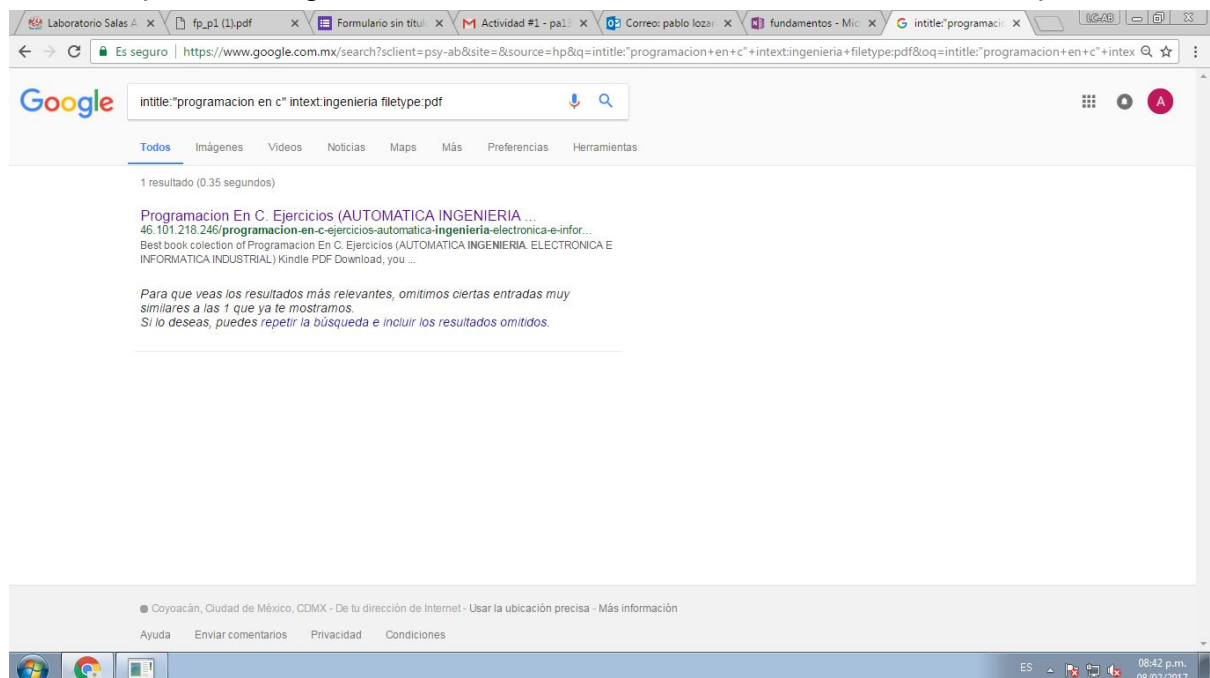 Laboratorio Salas A
fp_p1 (1).pdf
Formulario sin títul
Actividad #1 - pa1
Correo: pablo lozan
fundamentos - Mic
intitle:"programacio
LC-AB
Es seguro
https://www.google.com.mx/search?sclient=psy-ab&site=&source=hp&q=intitle:"programacion+en+c"+intext:ingenieria+filetype:pdf&oq=intitle:"programacion+en+c"+intex
Google
intitle:"programacion en c" intext:ingenieria filetype:pdf
A
Todos Imágenes Videos Noticias Maps Más Preferencias Herramientas
1 resultado (0.35 segundos)
Programacion En C. Ejercicios (AUTOMATICA INGENIERIA ...
46.101.218.246/programacion-en-c-ejercicios-automatica-ingenieria-electronica-e-infor...
Best book colection of Programacion En C. Ejercicios (AUTOMATICA INGENIERIA. ELECTRONICA E
INFORMATICA INDUSTRIAL) Kindle PDF Download, you ...
Para que veas los resultados más relevantes, omitimos ciertas entradas muy
similares a las 1 que ya te mostramos.
Si lo deseas, puedes repetir la búsqueda e incluir los resultados omitidos.
Coyoacán, Ciudad de México, CDMX - De tu dirección de Internet - Usar la ubicación precisa - Más información
Ayuda Enviar comentarios Privacidad Condiciones
ES
08:42 p.m.